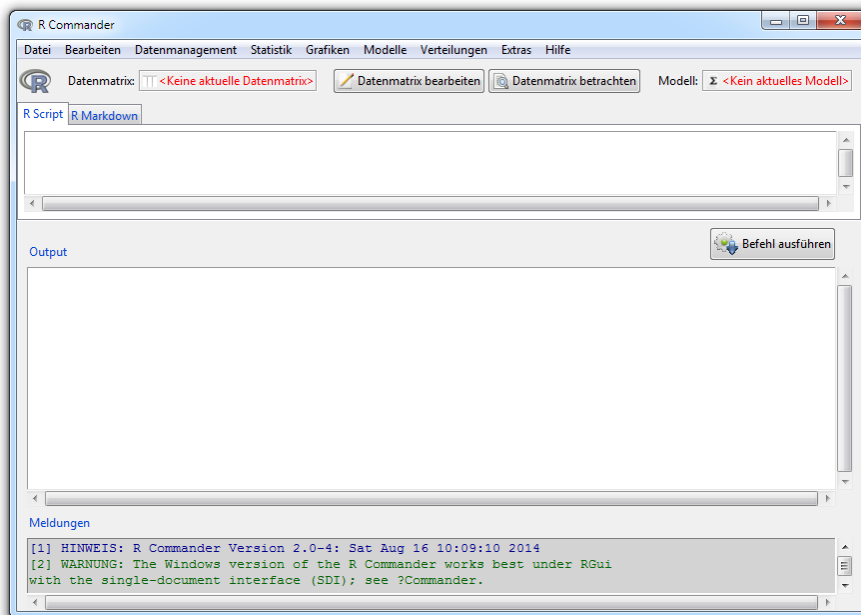 R Commander
Datei Bearbeiten Datenmanagement Statistik Grafiken Modelle Verteilungen Extras Hilfe
R Datenmatrix: <Keine aktuelle Datenmatrix> Datenmatrix bearbeiten Datenmatrix betrachten Modell: Σ <Kein aktuelles Modell>
R Script R Markdown
Befehl ausführen
Output
Meldungen
[1] HINWEIS: R Commander Version 2.0-4: Sat Aug 16 10:09:10 2014
[2] WARNUNG: The Windows version of the R Commander works best under RGui
with the single-document interface (SDI); see ?Commander.